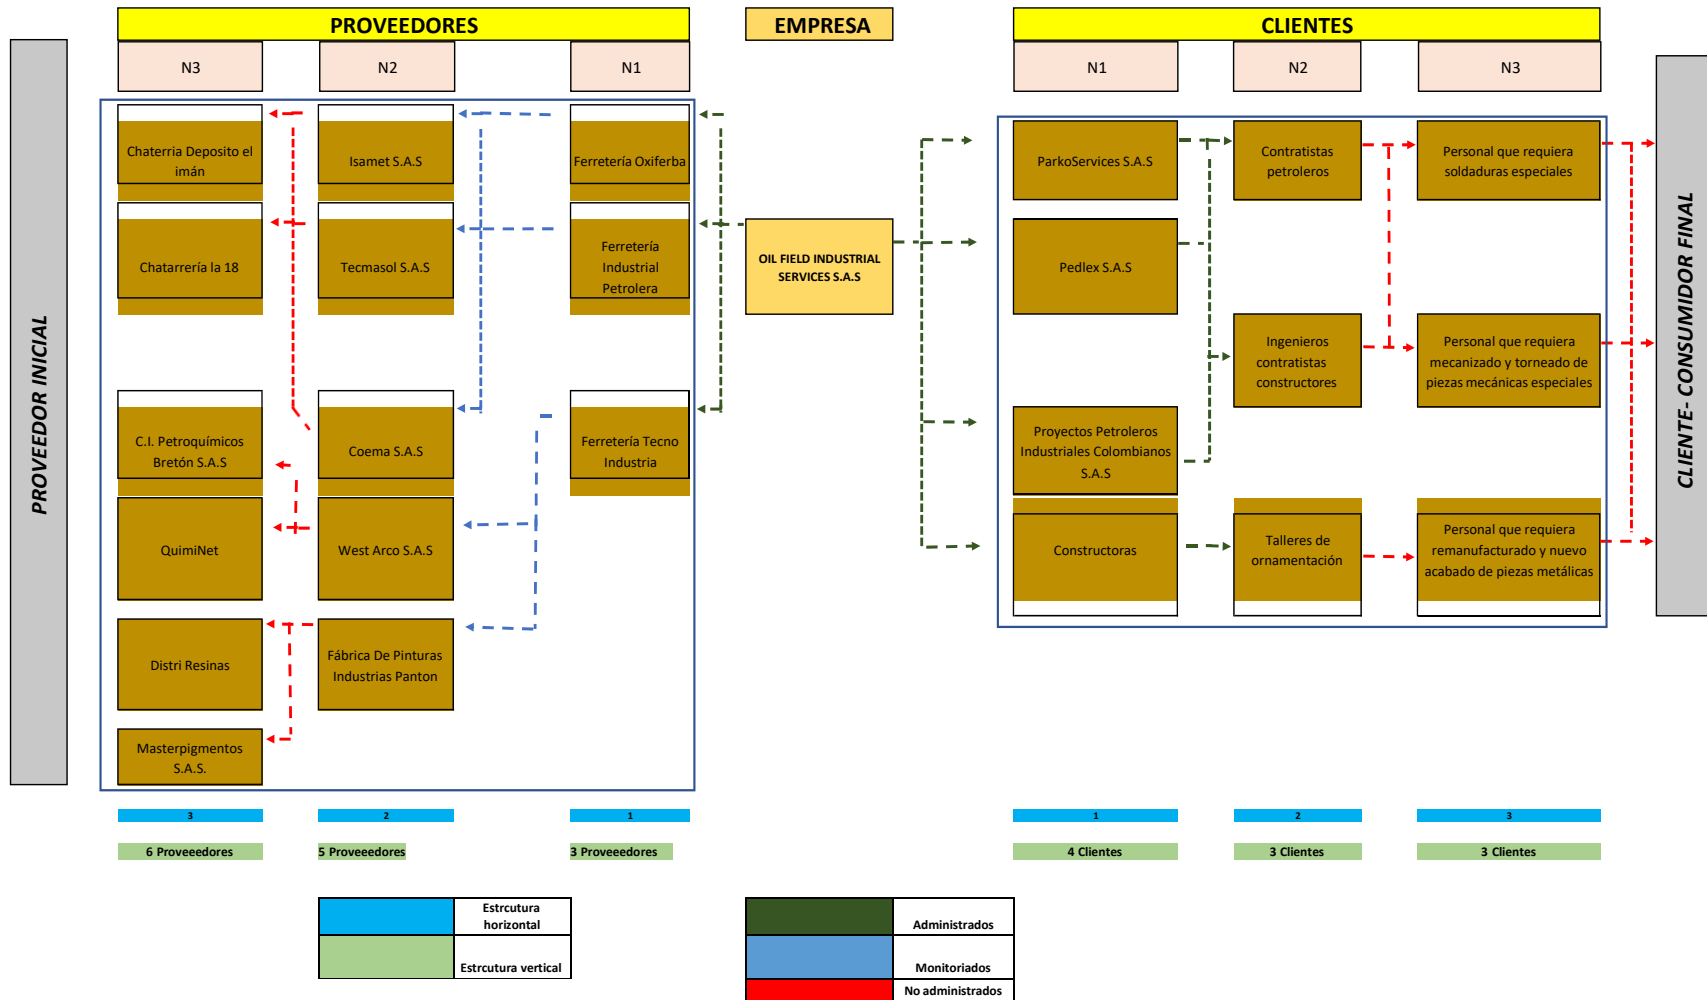 PROVEEDORES
EMPRESA
CLIENTES
N3
N2
N1
N1
N2
N3
PROVEEDOR INICIAL
Chaterria Deposito el
imán
Isamet S.A.S
Ferretería Oxiferba
Chatarrería la 18
Tecmasol S.A.S
Ferretería
Industrial
Petrolera
C.I. Petroquímicos
Bretón S.A.S
Coema S.A.S
Ferretería Tecno
Industria
QuimiNet
West Arco S.A.S
Distri Resinas
Fábrica De Pinturas
Industrias Panton
Masterpigmentos
S.A.S.
OIL FIELD INDUSTRIAL
SERVICES S.A.S
ParkoServices S.A.S
Contratistas
petroleros
Personal que requiera
soldaduras especiales
Pedlex S.A.S
Ingenieros
contratistas
constructores
Personal que requiera
mecanizado y torneado de
piezas mecánicas especiales
Proyectos Petroleros
Industriales Colombianos
S.A.S
Constructoras
Talleres de
ornamentación
Personal que requiera
remanufacturado y nuevo
acabado de piezas metálicas
CLIENTE- CONSUMIDOR FINAL
3
2
1
1
2
3
6 Proveeedores
5 Proveeedores
3 Proveeedores
4 Clientes
3 Clientes
3 Clientes
Estrcutura
horizontal
Estrcutura vertical
Administrados
Monitoriados
No administrados